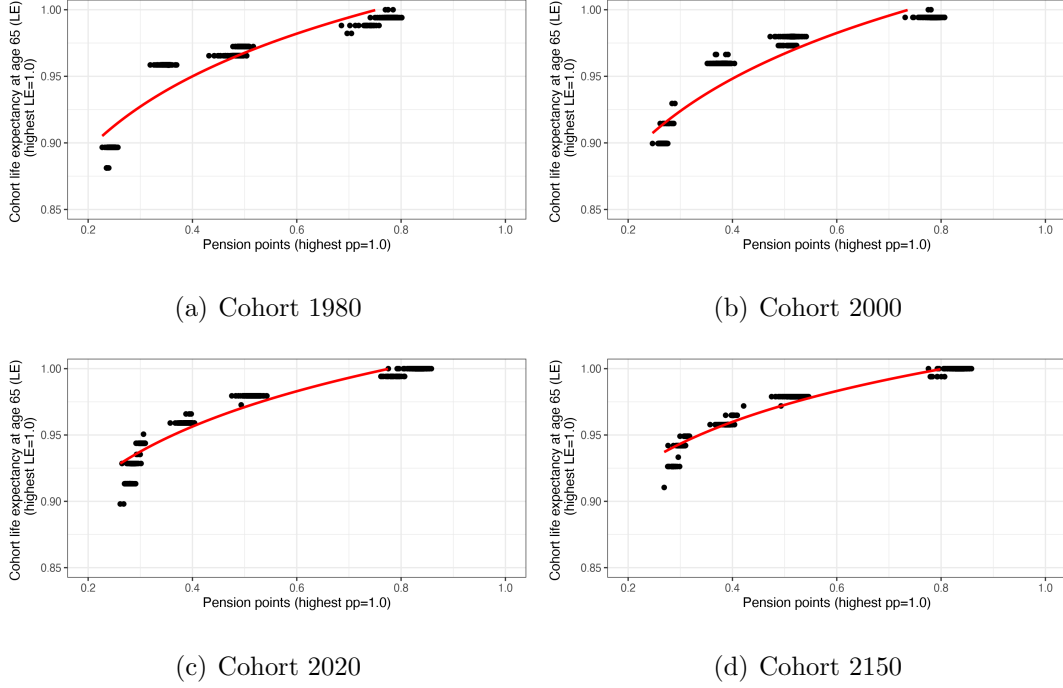 Cohort life expectancy at age 65 (LE)
(highest LE=1.0)
1.00
0.95
0.90
0.85
0.2
0.4
0.6
0.8
1.0
Pension points (highest pp=1.0)
(a) Cohort 1980
Cohort life expectancy at age 65 (LE)
(highest LE=1.0)
1.00
0.95
0.90
0.85
0.2
0.4
0.6
0.8
1.0
Pension points (highest pp=1.0)
(b) Cohort 2000
Cohort life expectancy at age 65 (LE)
(highest LE=1.0)
1.00
0.95
0.90
0.85
0.2
0.4
0.6
0.8
1.0
Pension points (highest pp=1.0)
(c) Cohort 2020
Cohort life expectancy at age 65 (LE)
(highest LE=1.0)
1.00
0.95
0.90
0.85
0.2
0.4
0.6
0.8
1.0
Pension points (highest pp=1.0)
(d) Cohort 2150